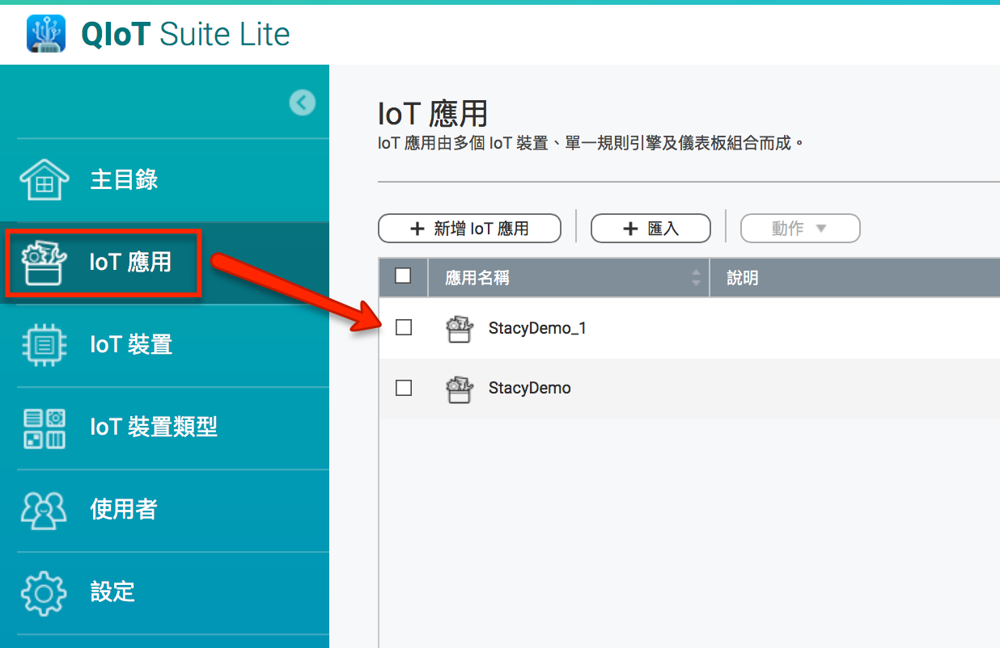 QIoT Suite Lite
主目錄
IoT 應用
IoT 裝置
IoT 裝置類型
使用者
設定
IoT 應用
IoT 應用由多個 IoT 裝置、單一規則引擎及儀表板組合而成。
+ 新增 IoT 應用
+ 匯入
動作
應用名稱
說明
StacyDemo_1
StacyDemo